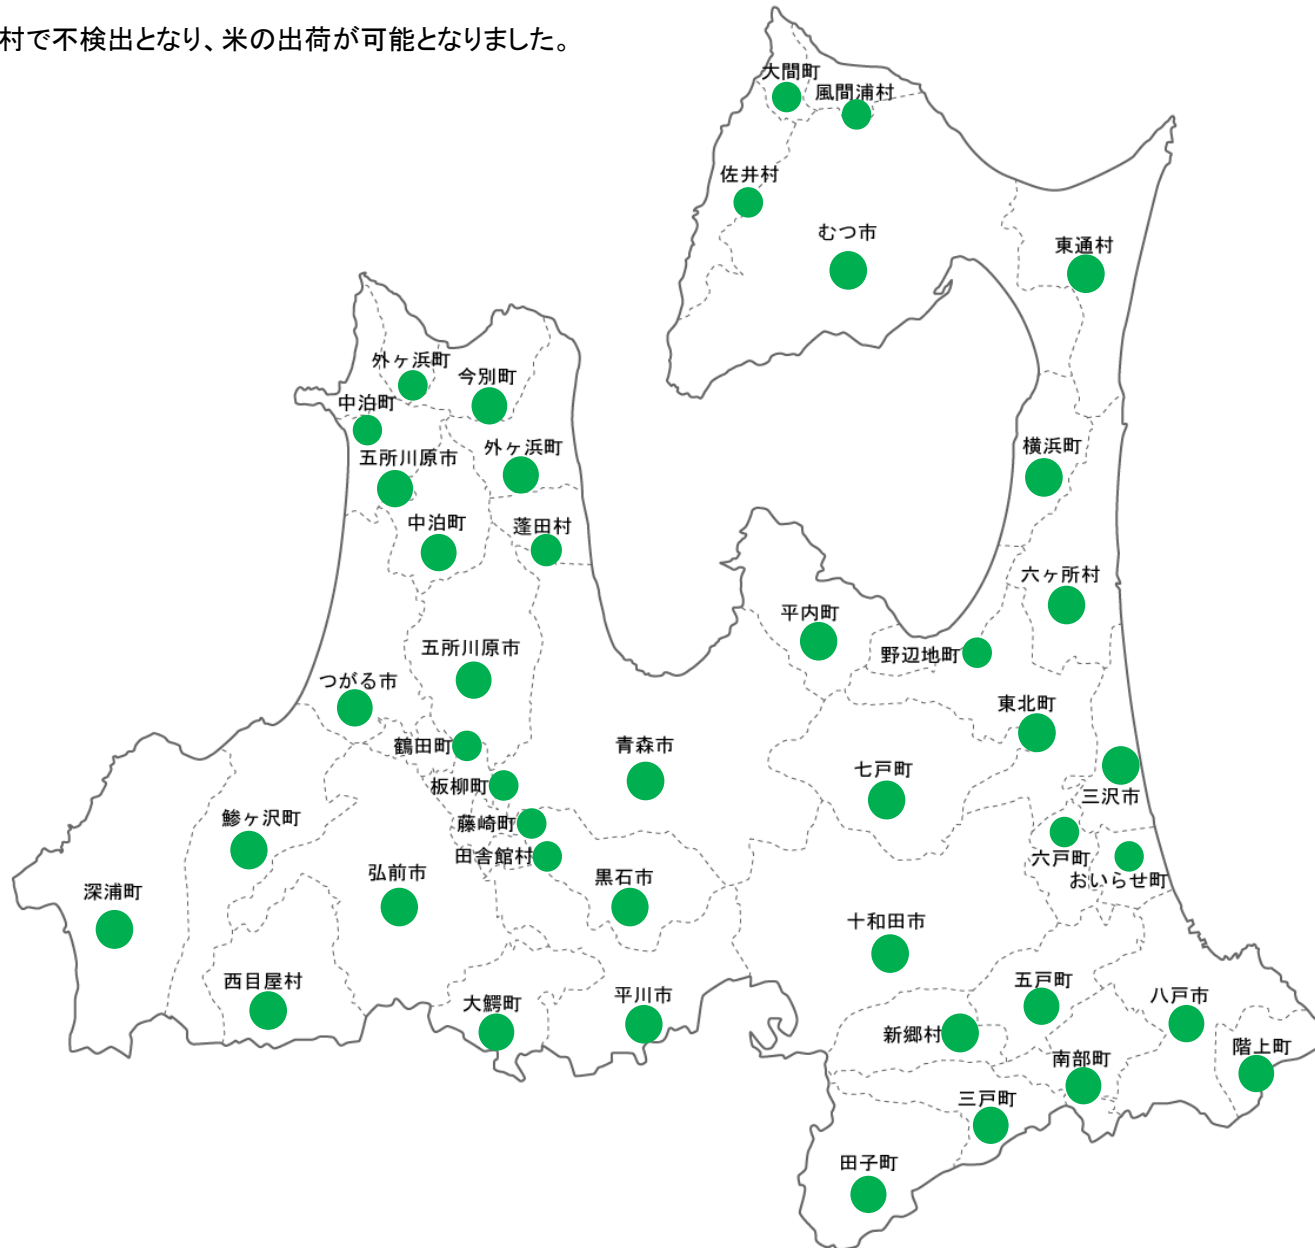 村で不検出となり、米の出荷が可能となりました。
大間町
風間浦村
佐井村
むつ市
東通村
外ヶ浜町
今別町
中泊町
横浜町
外ヶ浜町
五所川原市
中泊町
蓬田村
六ヶ所村
平内町
野辺地町
五所川原市
つがる市
東北町
鶴田町
青森市
七戸町
板柳町
三沢市
鰺ヶ沢町
藤崎町
田舎館村
六戸町
おいらせ町
弘前市
黒石市
深浦町
十和田市
西目屋村
五戸町
平川市
八戸市
大鰐町
新郷村
階上町
南部町
三戸町
田子町